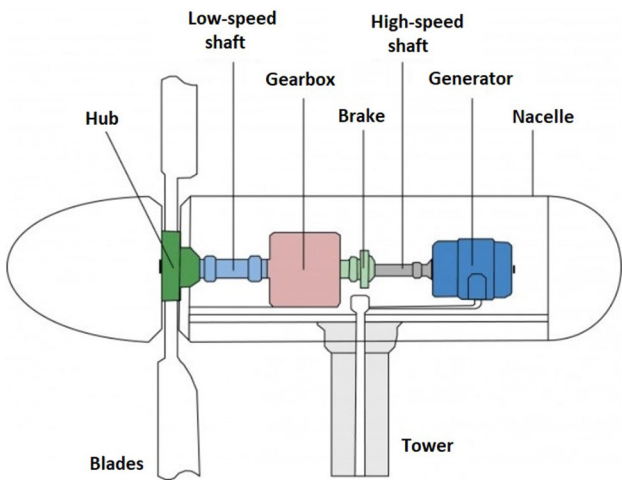 Low-speed
shaft
High-speed
shaft
Gearbox
Generator
Hub
Brake
Nacelle
Tower
Blades